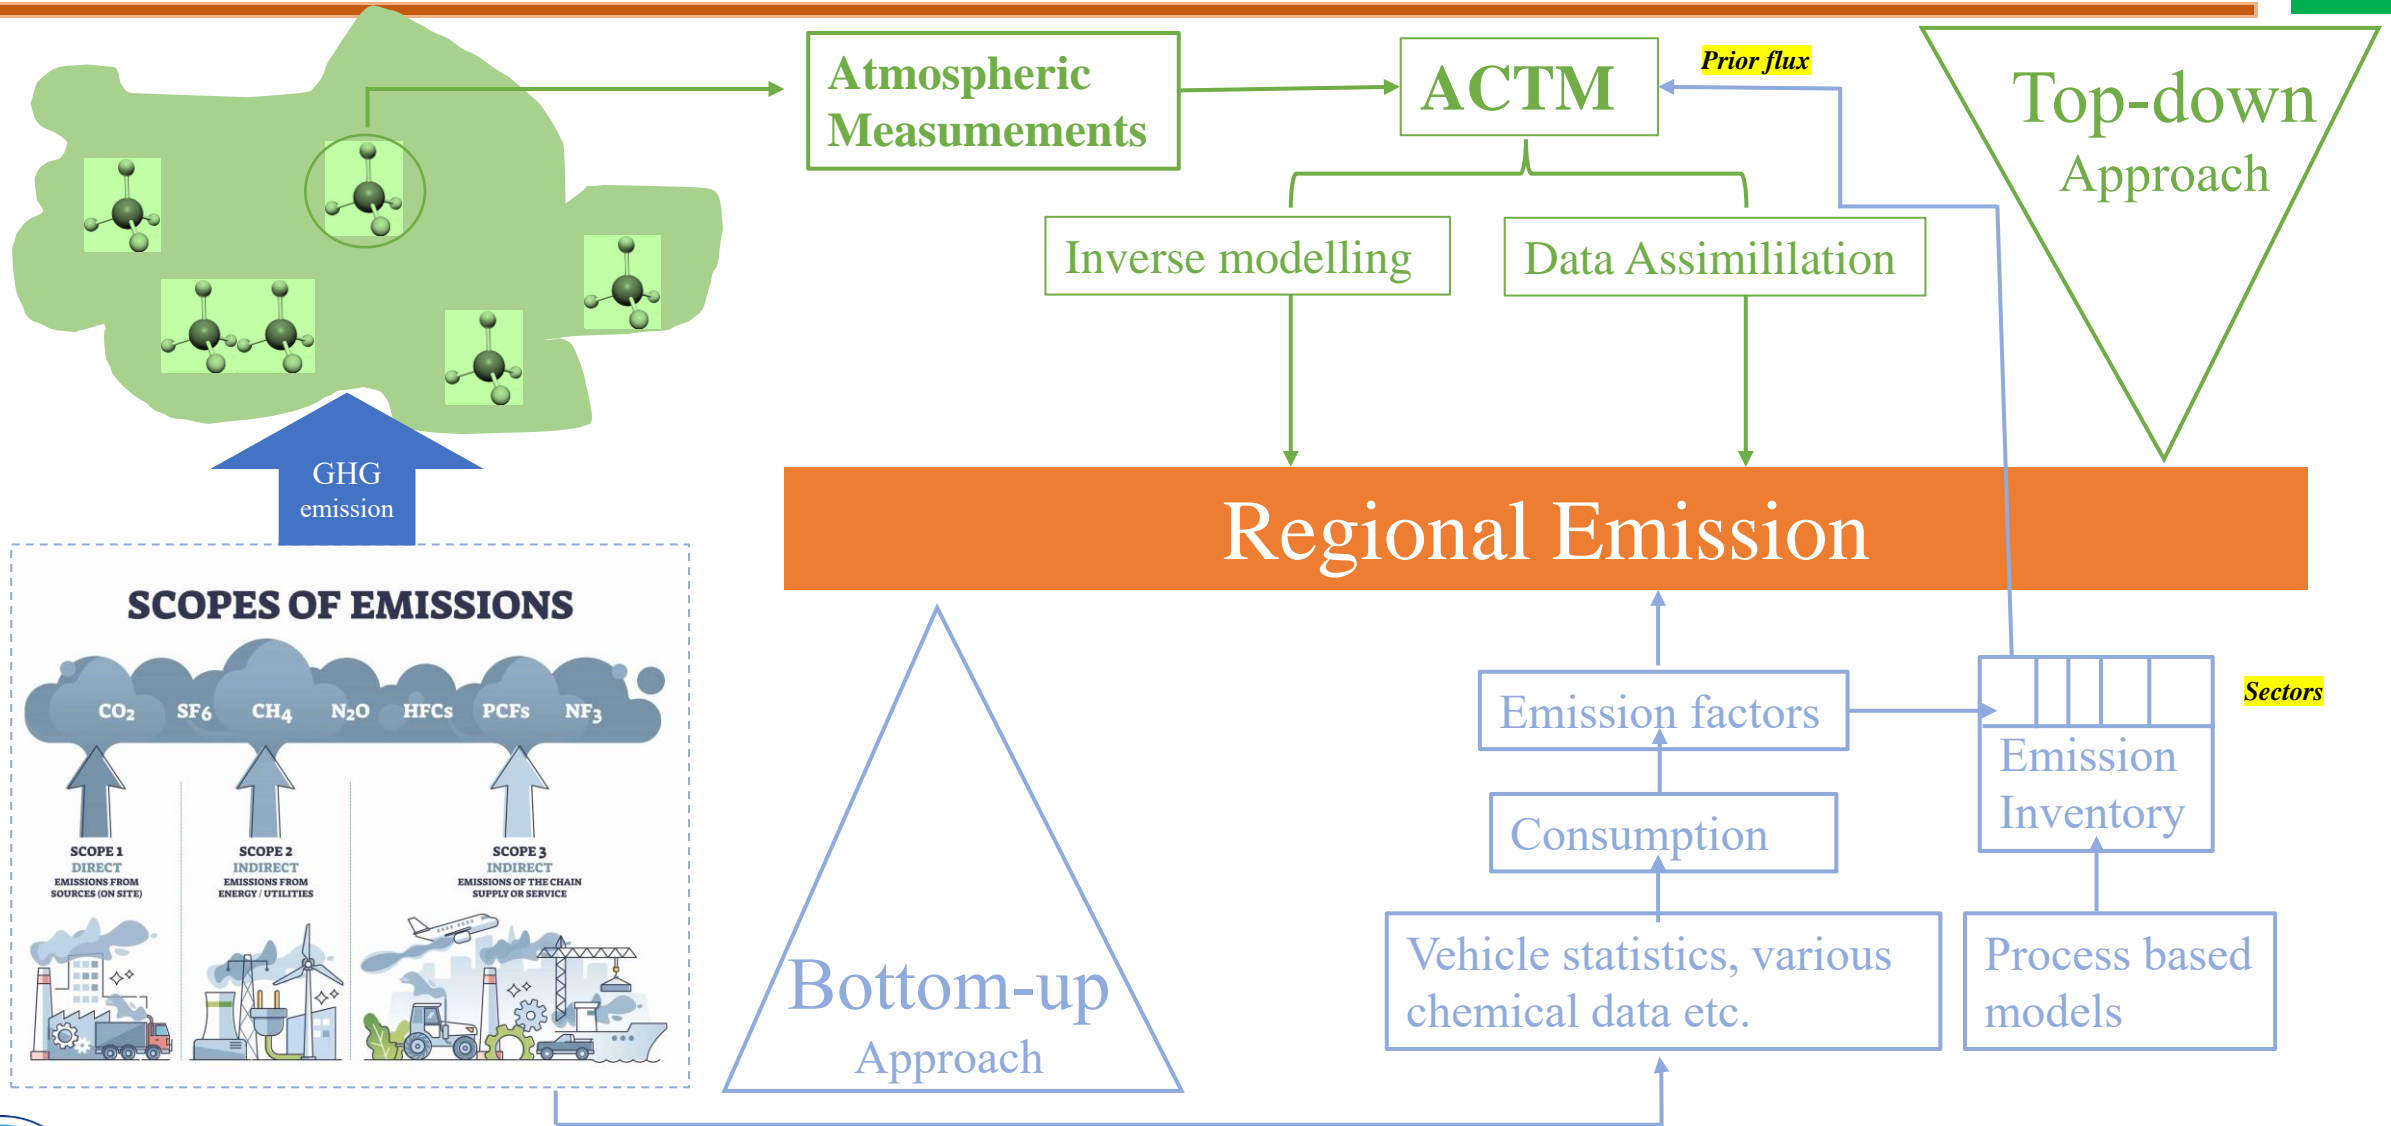 Atmospheric
Measumements
ACTM
Prior flux
Top-down
Approach
Inverse modelling
Data Assimililation
GHG
emission
Regional Emission
SCOPES OF EMISSIONS
CO2 SF6 CH4 N2O HFCs PCFs NF3
SCOPE 1
DIRECT
EMISSIONS FROM
SOURCES (ON SITE)
SCOPE 2
INDIRECT
EMISSIONS FROM
ENERGY / UTILITIES
SCOPE 3
INDIRECT
EMISSIONS OF THE CHAIN
SUPPLY OR SERVICE
Bottom-up
Approach
Emission factors
Sectors
Emission
Inventory
Consumption
Vehicle statistics, various
chemical data etc.
Process based
models